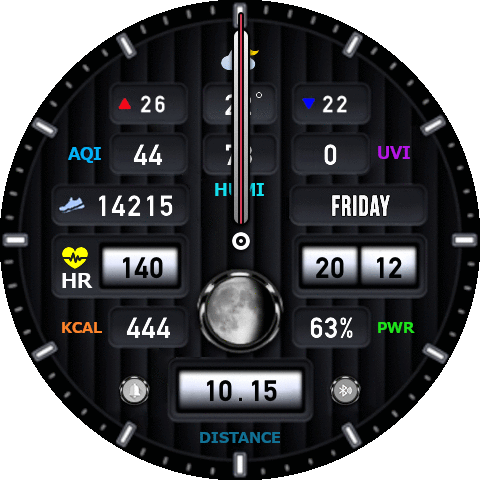 26
22
AQI 44 0 UVI
HUMI
14215 FRIDAY
HR 140 20 12
KCAL 444 63% PWR
10.15
DISTANCE